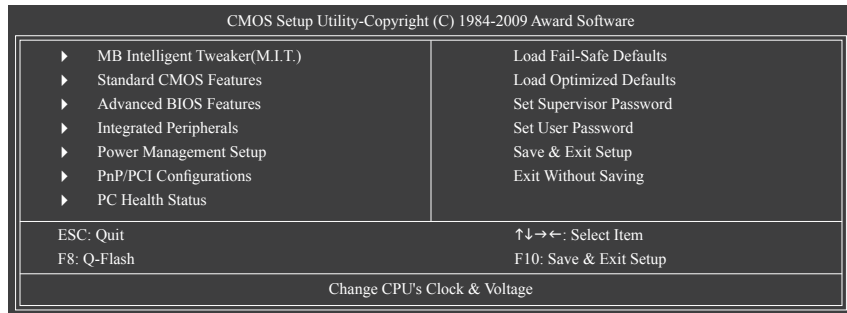 CMOS Setup Utility-Copyright (C) 1984-2009 Award Software
MB Intelligent Tweaker(M.I.T.)
Standard CMOS Features
Advanced BIOS Features
Integrated Peripherals
Power Management Setup
PnP/PCI Configurations
PC Health Status
Load Fail-Safe Defaults
Load Optimized Defaults
Set Supervisor Password
Set User Password
Save & Exit Setup
Exit Without Saving
ESC: Quit
F8: Q-Flash
↑↓→←: Select Item
F10: Save & Exit Setup
Change CPU's Clock & Voltage